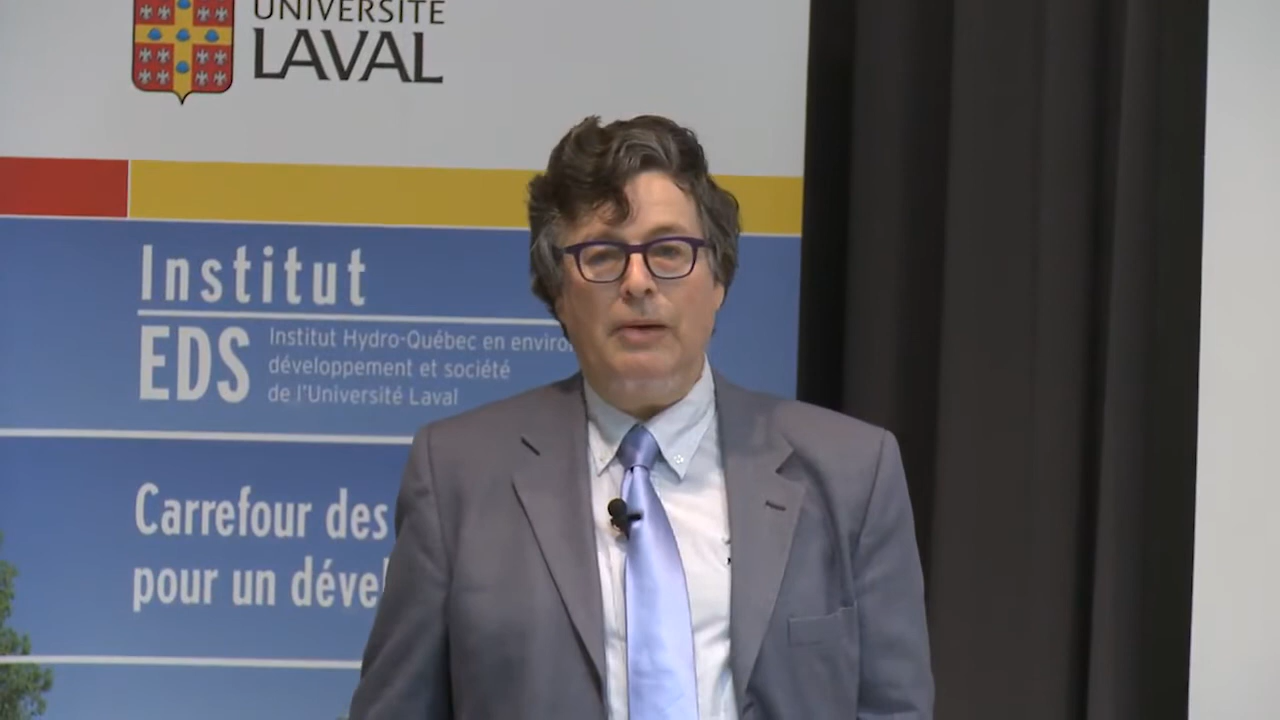 UNIVERSITÉ
LAVAL
Institut
EDS
Institut Hydro-Québec en enviro
développement et société
de l'Université Laval
Carrefour des
pour un déve